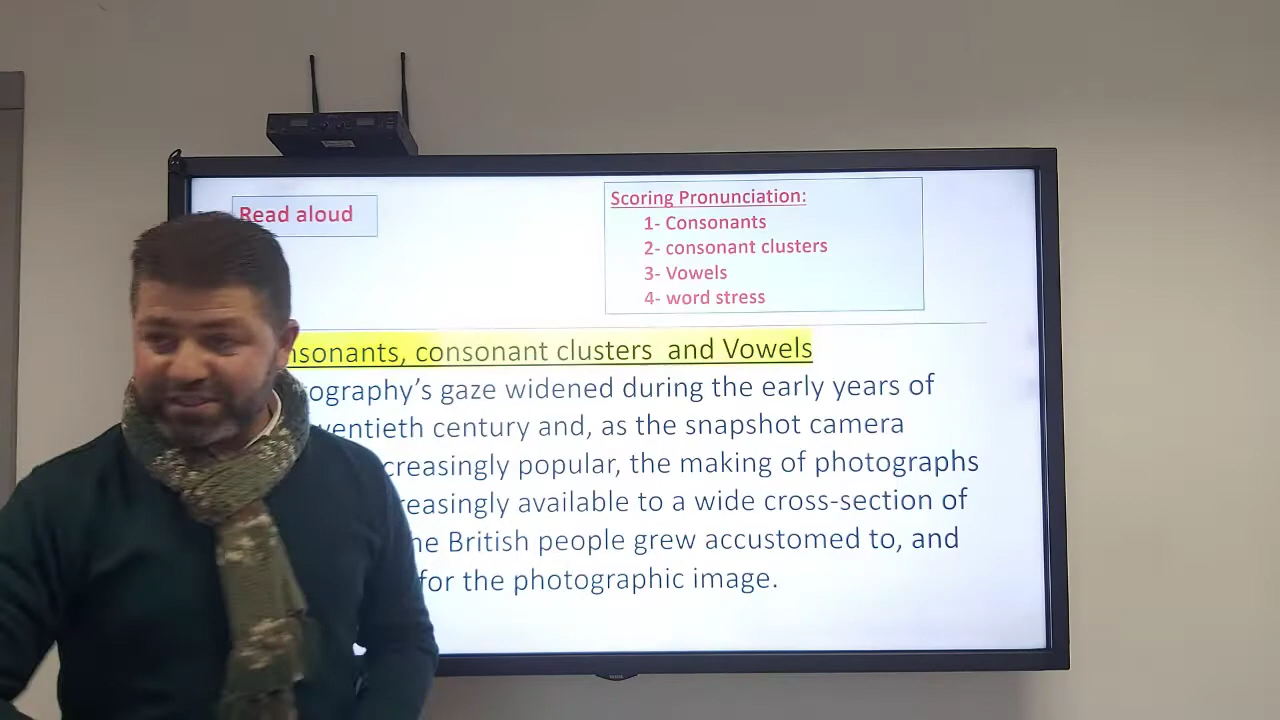 Read aloud
Scoring Pronunciation:
1- Consonants
2- consonant clusters
3- Vowels
4- word stress
nsonants, consonant clusters and Vowels
ography’s gaze widened during the early years of
ventieth century and, as the snapshot camera
creasingly popular, the making of photographs
reasingly available to a wide cross-section of
he British people grew accustomed to, and
for the photographic image.